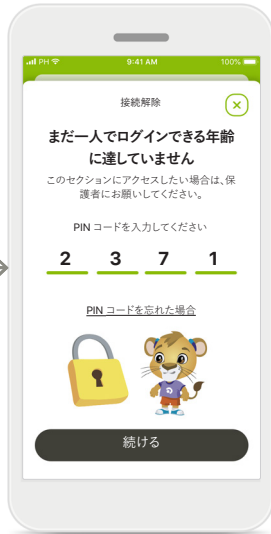 PH 9:41 AM 100%
接続解除
まだ一人でログインできる年齢
に達していません
このセクションにアクセスしたい場合は、保
護者にお願いしてください。
PIN コードを入力してください
2 3 7 1
PIN コードを忘れた場合
続ける